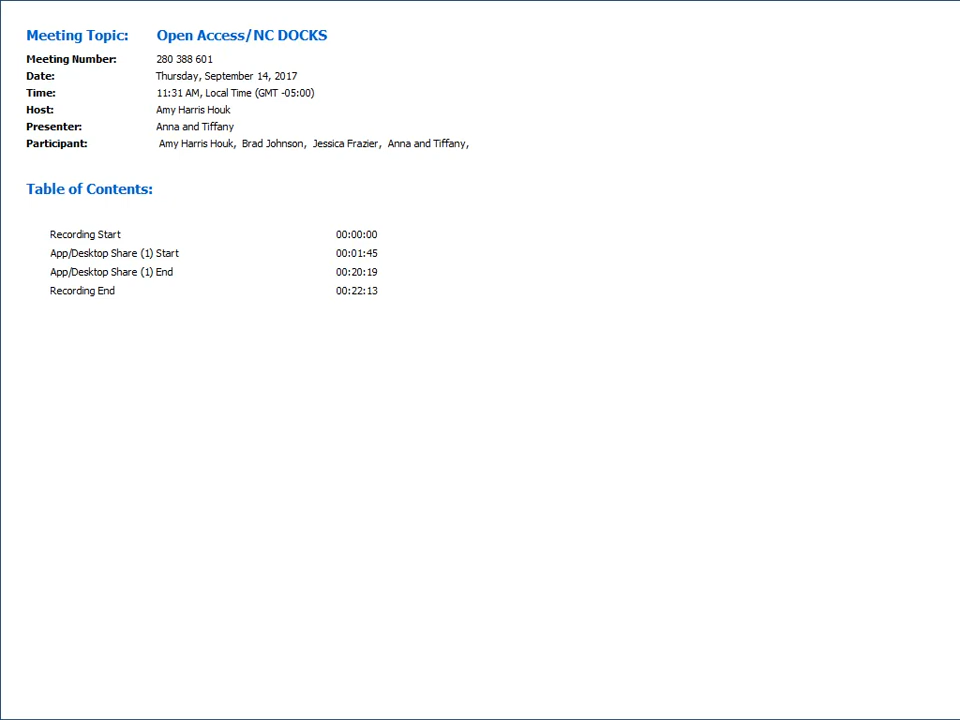 Meeting Topic: Open Access/NC DOCKS
Meeting Number: 280 388 601
Date: Thursday, September 14, 2017
Time: 11:31 AM, Local Time (GMT -05:00)
Host: Amy Harris Houk
Presenter: Anna and Tiffany
Participant: Amy Harris Houk, Brad Johnson, Jessica Frazier, Anna and Tiffany,
Table of Contents:
Recording Start 00:00:00
App/Desktop Share (1) Start 00:01:45
App/Desktop Share (1) End 00:20:19
Recording End 00:22:13